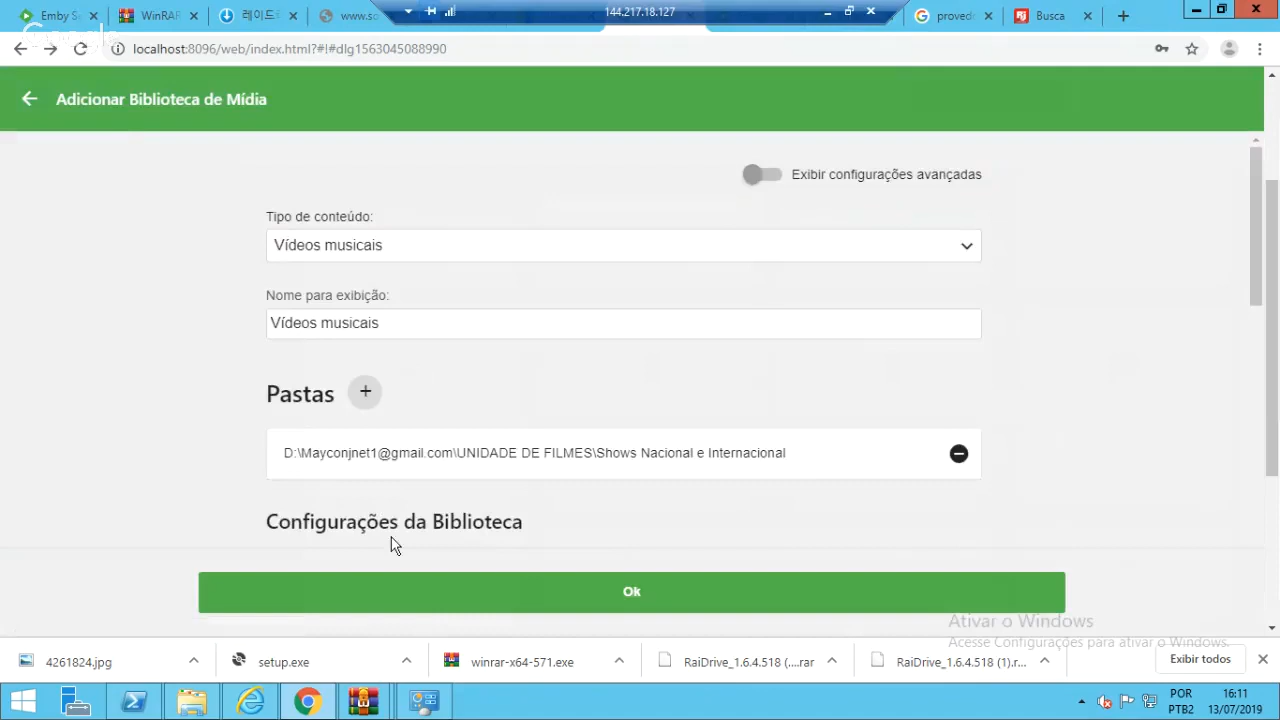 Emby Se
WinRAF
레이드
www.so
144.217.18.127
provedo
Busca
localhost:8096/web/index.html?#!#dlg1563045088990
Adicionar Biblioteca de Mídia
Exibir configurações avançadas
Tipo de conteúdo:
Vídeos musicais
Nome para exibição:
Vídeos musicais
Pastas
D:\Mayconjnet1@gmail.com\UNIDADE DE FILMES\Shows Nacional e Internacional
Configurações da Biblioteca
Ok
Ativar o Windows
Acesse Configurações para ativar o Windows.
4261824.jpg
setup.exe
winrar-x64-571.exe
RaiDrive_1.6.4.518 (....rar
RaiDrive_1.6.4.518 (1).r...
Exibir todos
POR
PTB2
16:11
13/07/2019